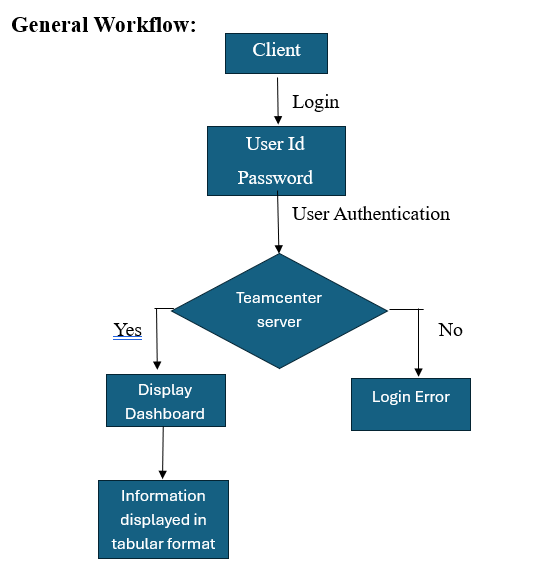 General Workflow:
Client
Login
User Id
Password
User Authentication
Teamcenter
server
Yes
No
Display
Dashboard
Login Error
Information
displayed in
tabular format